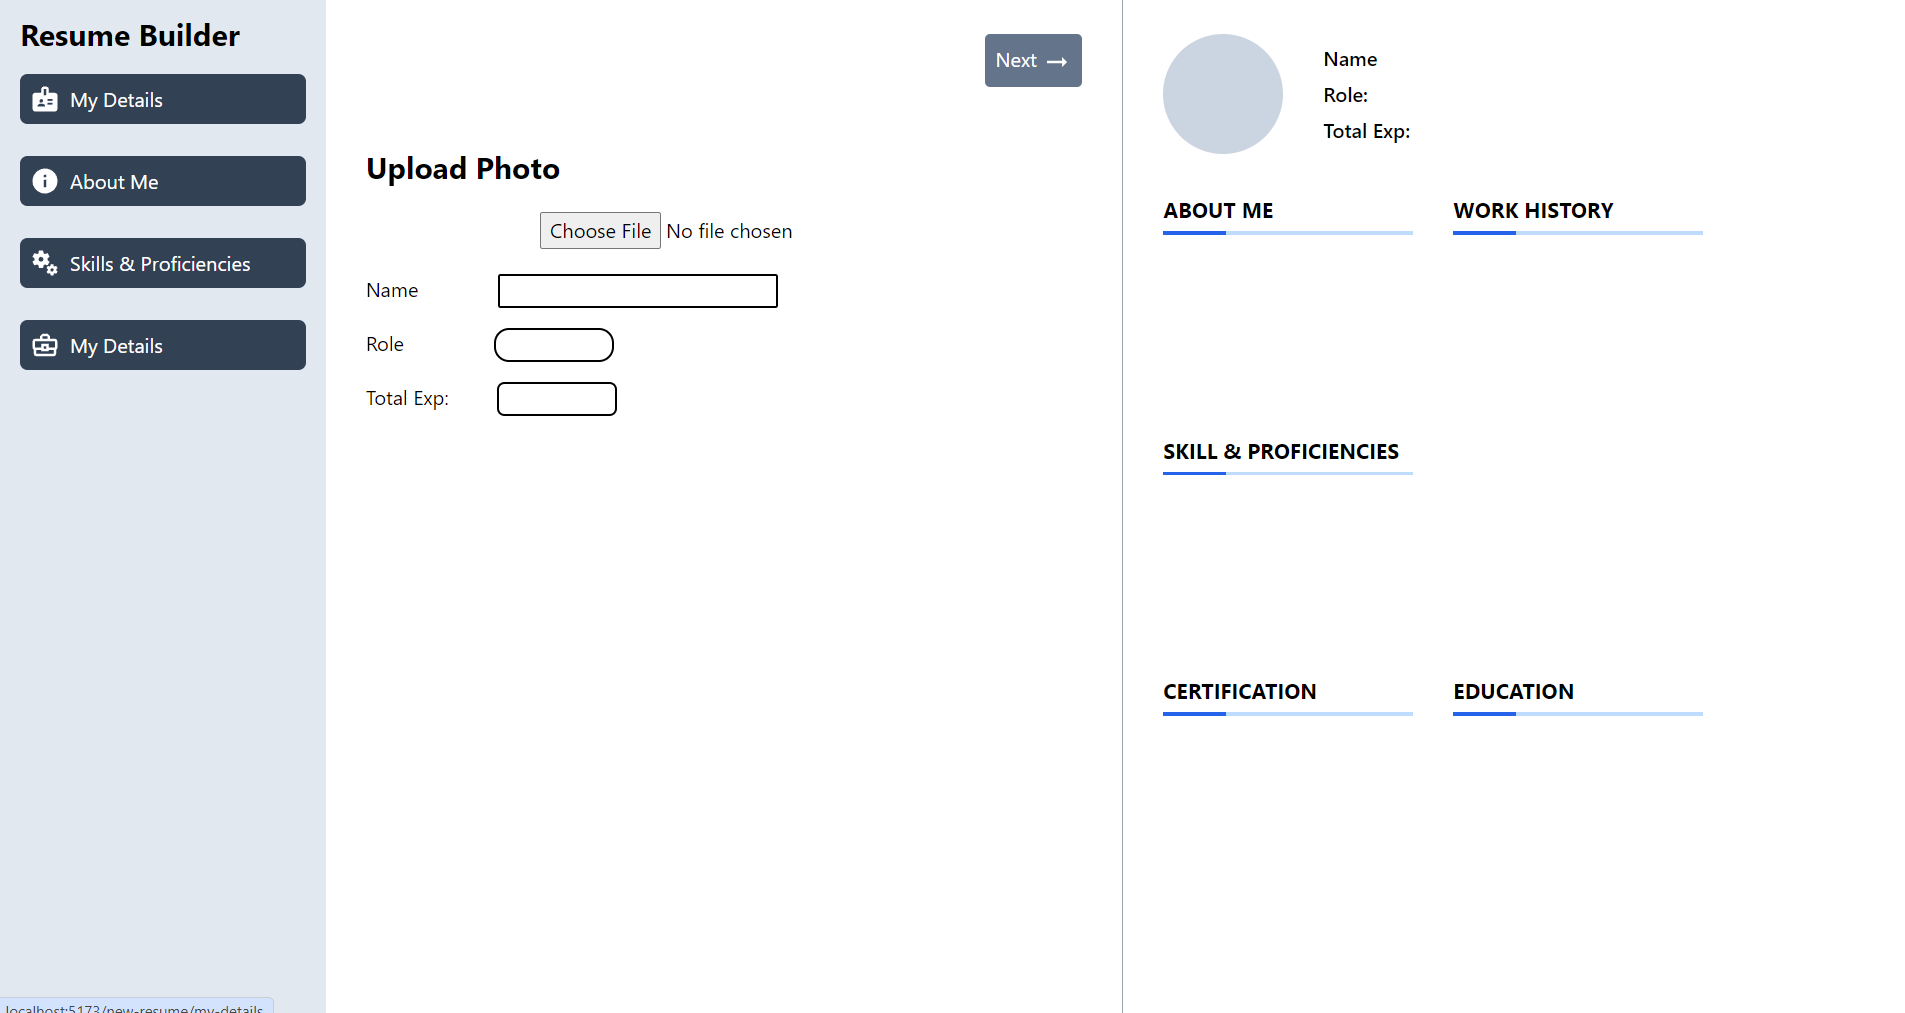 Resume Builder
My Details
About Me
Skills & Proficiencies
My Details
Next →
Upload Photo
Choose File No file chosen
Name
Role
Total Exp:
Name
Role:
Total Exp:
ABOUT ME
WORK HISTORY
SKILL & PROFICIENCIES
CERTIFICATION
EDUCATION
localhost:5173/new-resume/my-details